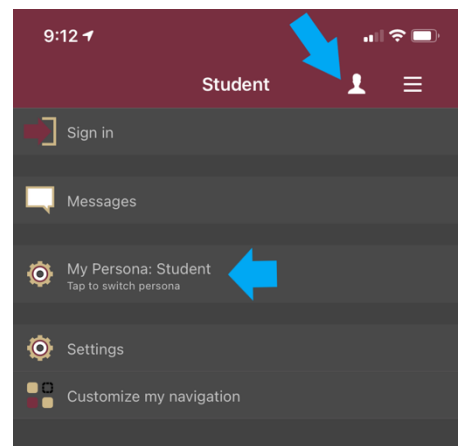 9:12
Student
Sign in
Messages
My Persona: Student
Tap to switch persona
Settings
Customize my navigation